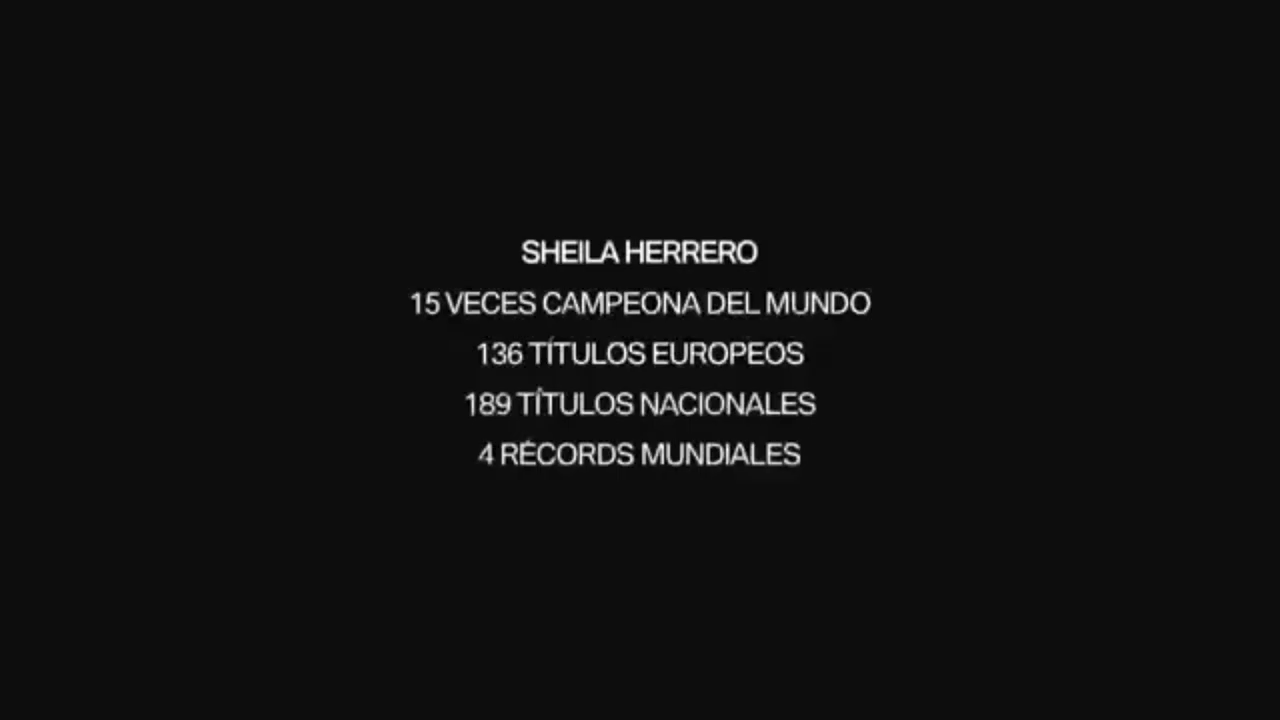 SHEILA HERRERO
15 VECES CAMPEONA DEL MUNDO
136 TÍTULOS EUROPEOS
189 TÍTULOS NACIONALES
4 RÉCORDS MUNDIALES